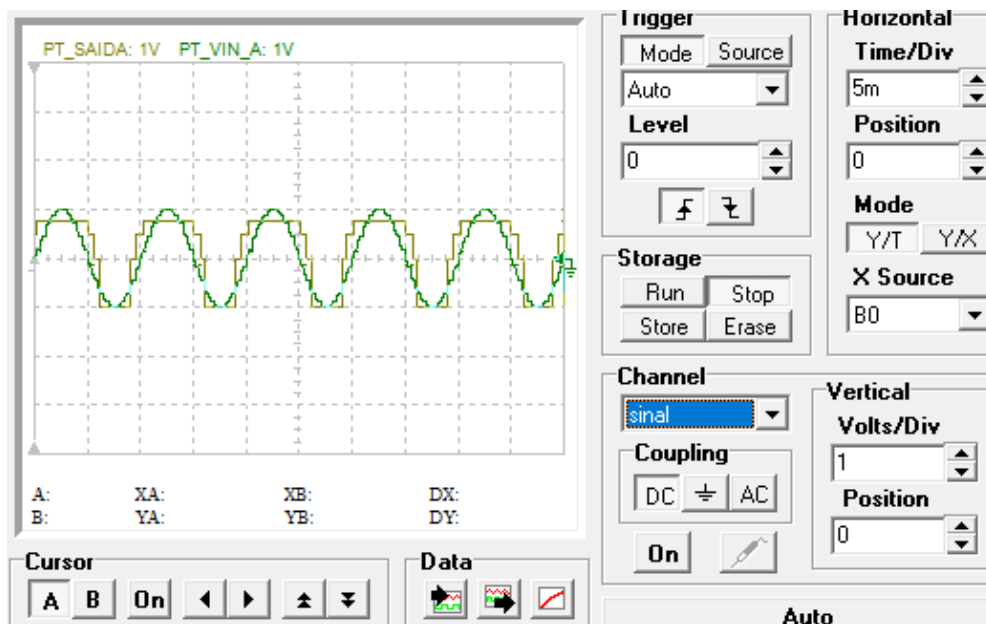 PT_SAIDA: 1V PT_VIN_A: 1V
A: XA: XB: DX:
B: YA: YB: DY:
Cursor
A B On
Data
Trigger
Mode Source
Auto
Level
0
Storage
Run Stop
Store Erase
Horizontal
Time/Div
5m
Position
0
Mode
Y/T Y/X
X Source
B0
Channel
sinal
Coupling
DC AC
On
Vertical
Volts/Div
1
Position
0
Auto